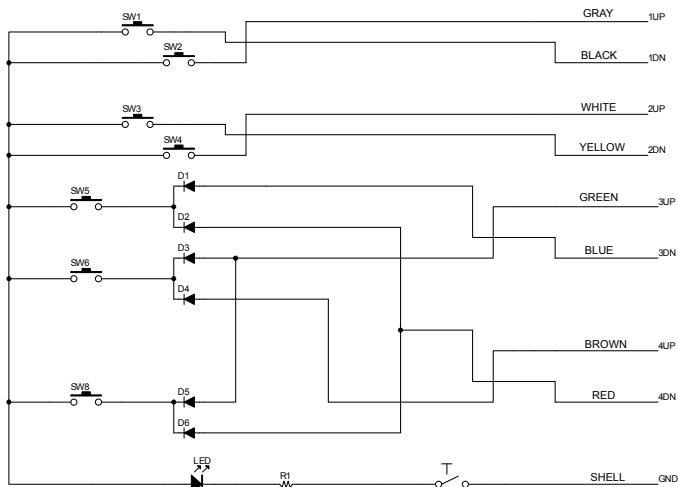 SW1
GRAY 1UP
SW2
BLACK 1DN
SW3
WHITE 2UP
SW4
YELLOW 2DN
D1
SW5
GREEN 3UP
D2
D3
BLUE 3DN
SW6
D4
BROWN 4UP
SW8
D5
RED 4DN
D6
LED
R1
SHELL GND